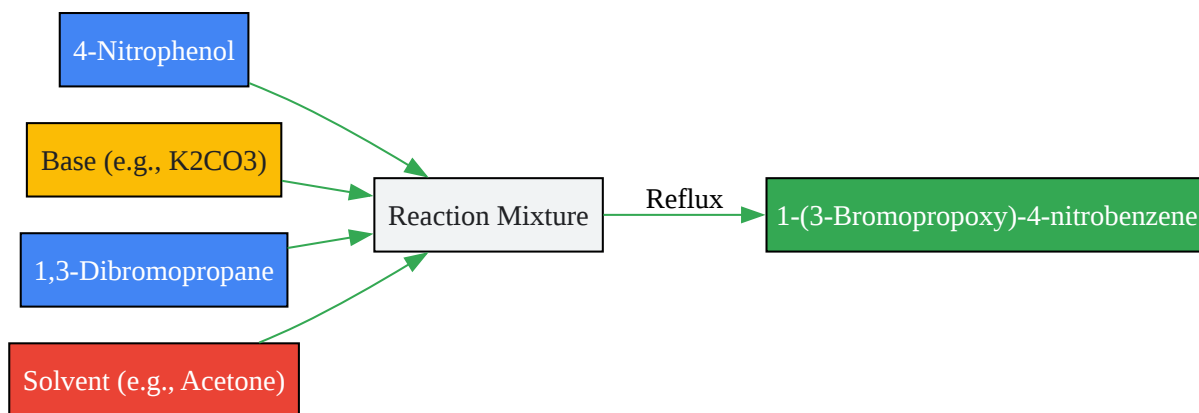 4-Nitrophenol
Base (e.g., K2CO3)
1,3-Dibromopropane
Solvent (e.g., Acetone)
Reaction Mixture
Reflux
1-(3-Bromopropoxy)-4-nitrobenzene